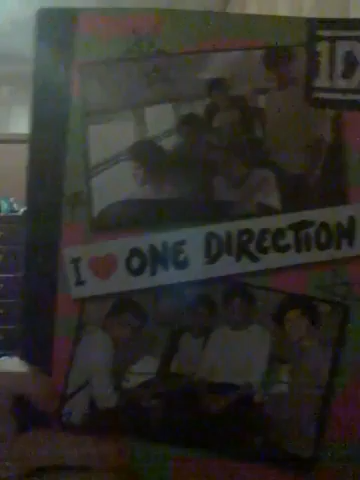 1D
I ❤ ONE DIRECTION